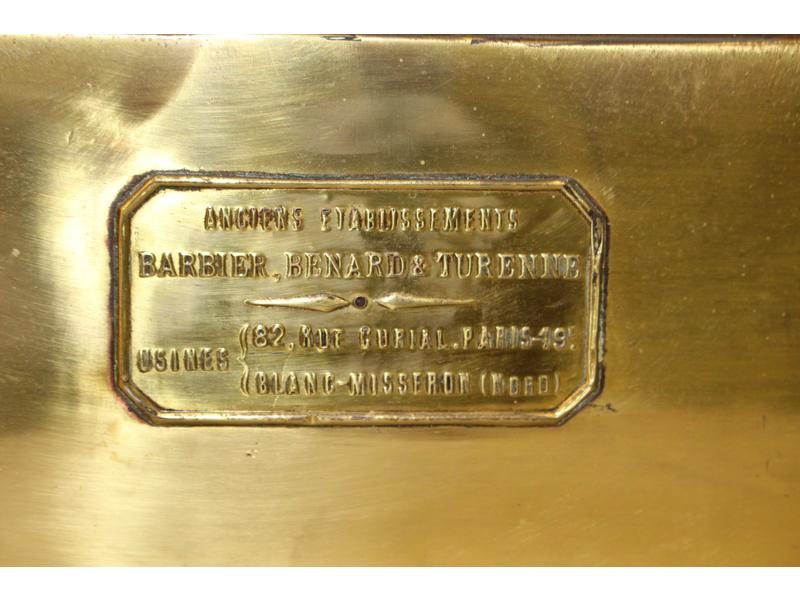 ANCIENS ETABLISSEMENTS
BARBIER, BENARD & TURENNE
USINES
82, RUE CURIAL. PARIS-19e
BLANC-MISSERON (NORD)